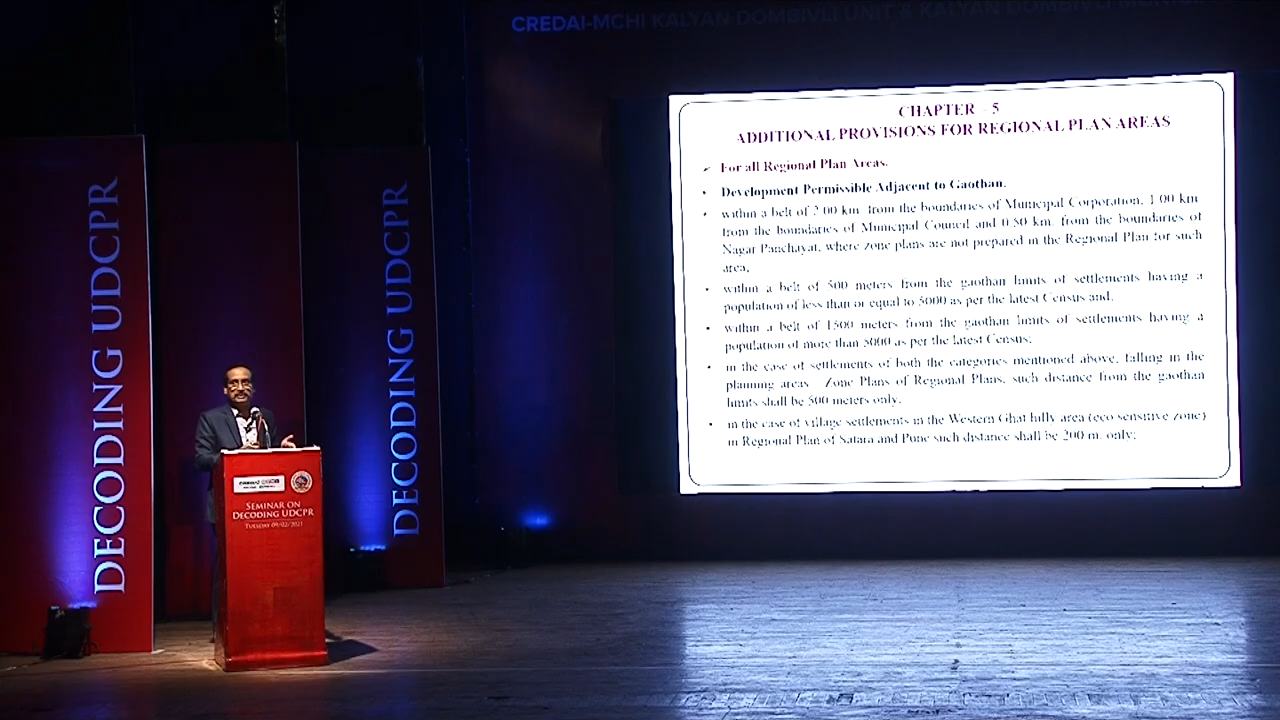 CREDAI-MCHI KALYAN DOMBIVLI UNIT & KALYAN DOMBIVLI
CHAPTER - 5
ADDITIONAL PROVISIONS FOR REGIONAL PLAN AREAS
For all Regional Plan Areas.
Development Permissible Adjacent to Gaothan.
within a belt of 2.00 km. from the boundaries of Municipal Corporation, 1.00 km.
from the boundaries of Municipal Council and 0.50 km. from the boundaries of
Nagar Panchayat, where zone plans are not prepared in the Regional Plan for such
area,
within a belt of 500 meters from the gaothan limits of settlements having a
population of less than or equal to 5000 as per the latest Census and,
within a belt of 1500 meters from the gaothan limits of settlements having a
population of more than 5000 as per the latest Census;
in the case of settlements of both the categories mentioned above, falling in the
planning areas Zone Plans of Regional Plans, such distance from the gaothan
limits shall be 500 meters only;
in the case of village settlements in the Western Ghat hilly area (eco sensitive zone)
in Regional Plan of Satara and Pune such distance shall be 200 m. only;
DECODING UDCPR
DECODING UDCPR
SEMINAR ON
DECODING UDCPR
TUESDAY 09/02/2021